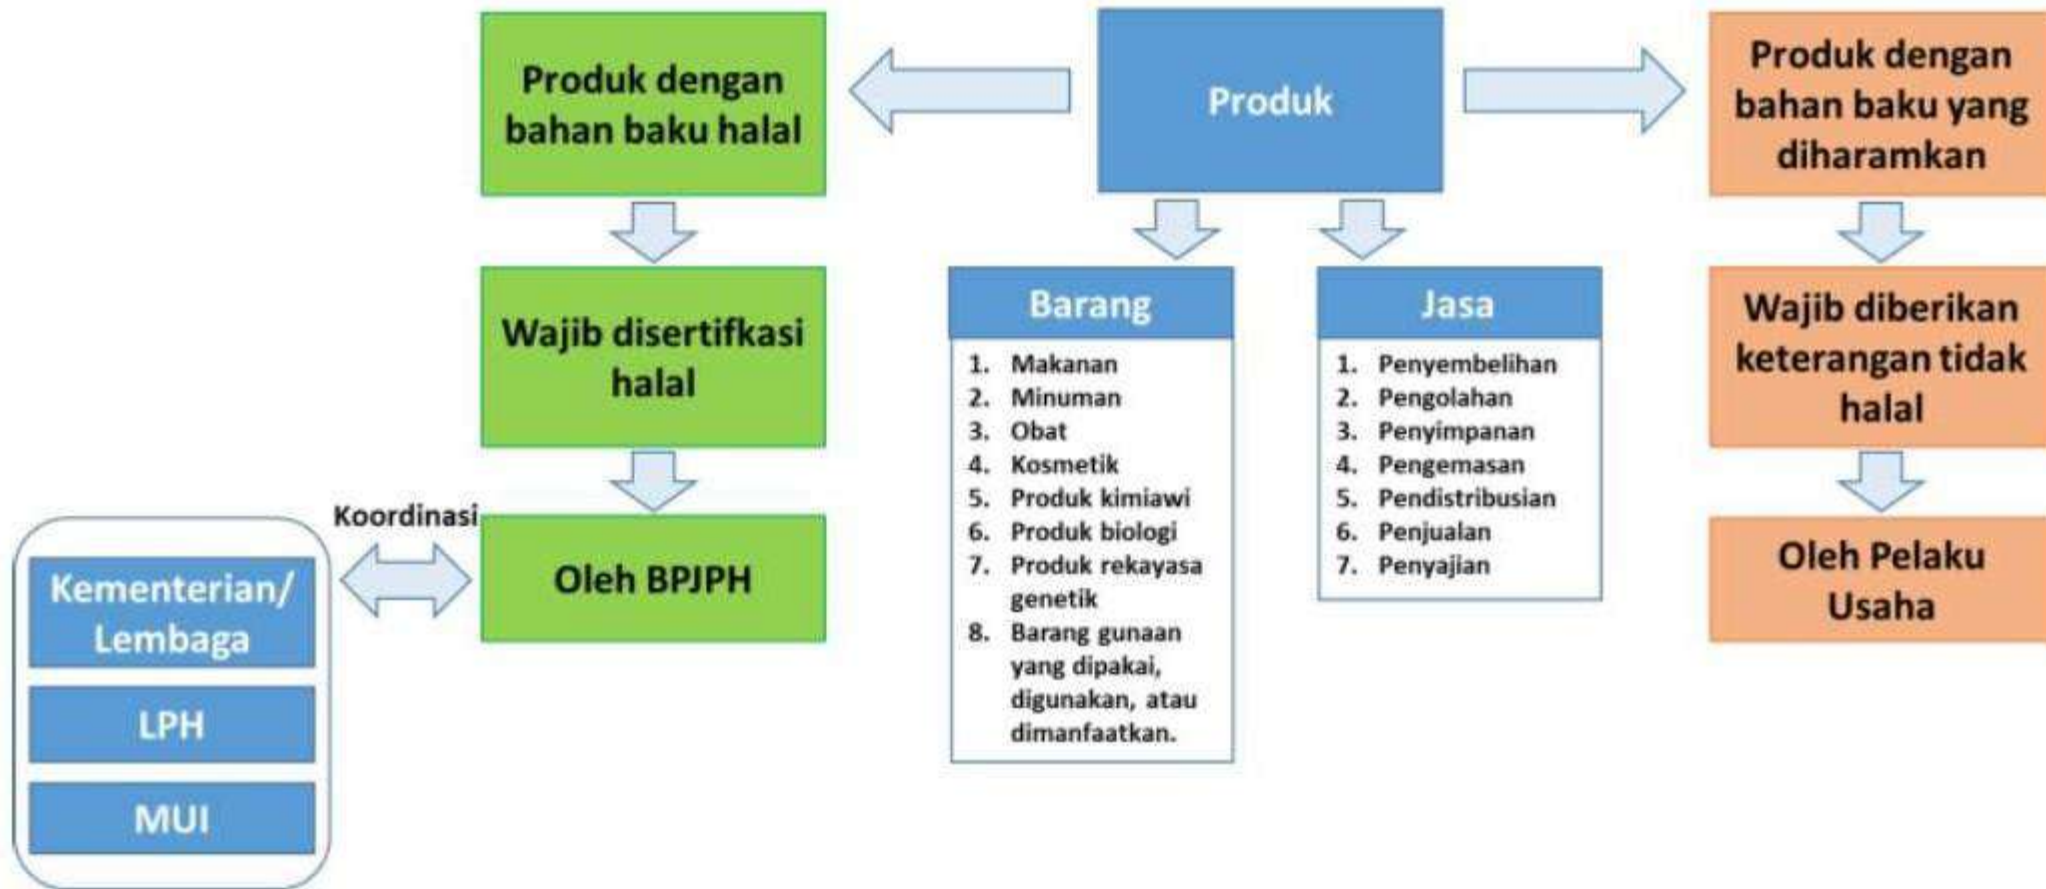 Produk dengan
bahan baku halal
Produk
Produk dengan
bahan baku yang
diharamkan
Wajib disertifkasi
halal
Barang
1. Makanan
2. Minuman
3. Obat
4. Kosmetik
5. Produk kimiawi
6. Produk biologi
7. Produk rekayasa
genetik
8. Barang gunaan
yang dipakai,
digunakan, atau
dimanfaatkan.
Jasa
1. Penyembelihan
2. Pengolahan
3. Penyimpanan
4. Pengemasan
5. Pendistribusian
6. Penjualan
7. Penyajian
Wajib diberikan
keterangan tidak
halal
Koordinasi
Oleh BPJPH
Oleh Pelaku
Usaha
Kementerian/
Lembaga
LPH
MUI